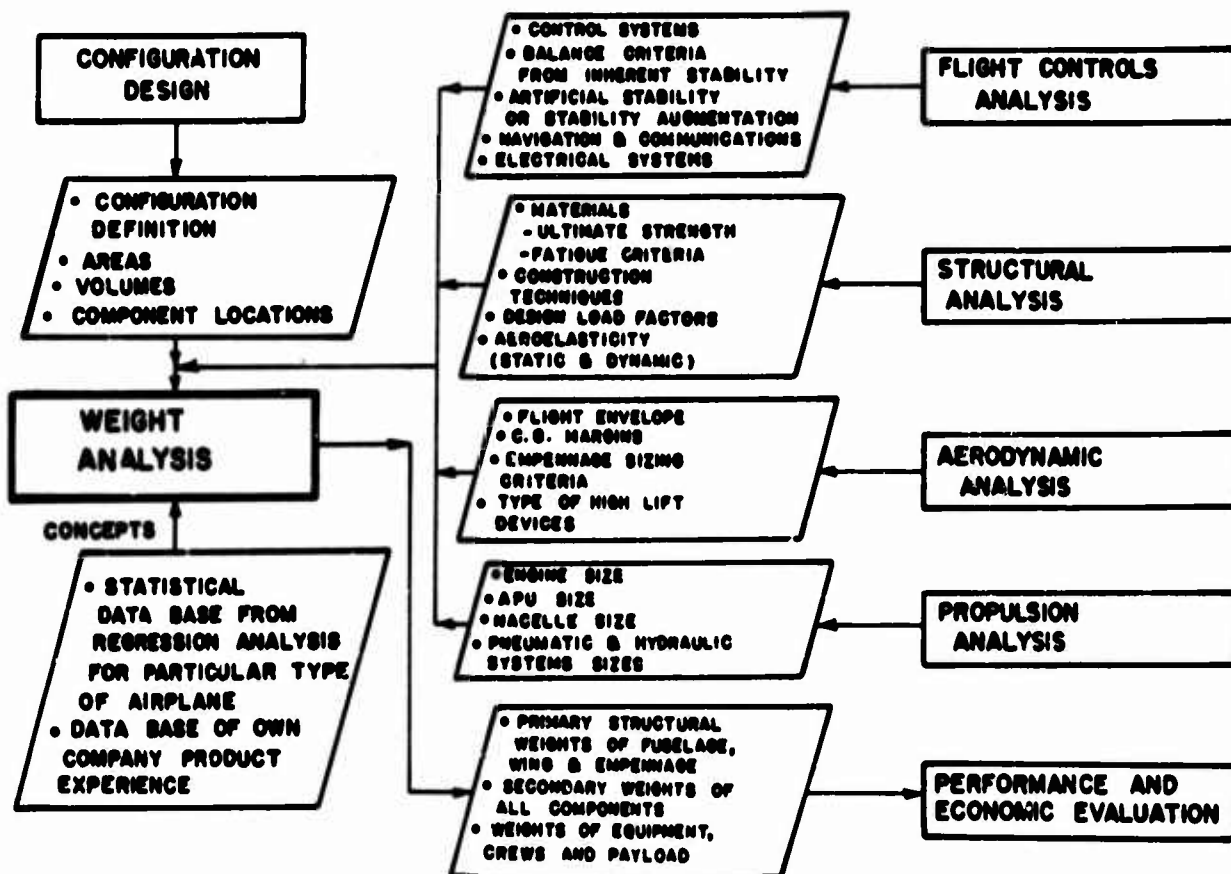 CONFIGURATION
DESIGN
• CONFIGURATION
DEFINITION
• AREAS
• VOLUMES
• COMPONENT LOCATIONS
WEIGHT
ANALYSIS
CONCEPTS
• STATISTICAL
DATA BASE FROM
REGRESSION ANALYSIS
FOR PARTICULAR TYPE
OF AIRPLANE
• DATA BASE OF OWN
COMPANY PRODUCT
EXPERIENCE
• CONTROL SYSTEMS
• BALANCE CRITERIA
FROM INHERENT STABILITY
• ARTIFICIAL STABILITY
OR STABILITY AUGMENTATION
• NAVIGATION & COMMUNICATIONS
• ELECTRICAL SYSTEMS
FLIGHT CONTROLS
ANALYSIS
• MATERIALS
- ULTIMATE STRENGTH
- FATIGUE CRITERIA
• CONSTRUCTION
TECHNIQUES
• DESIGN LOAD FACTORS
• AEROELASTICITY
(STATIC & DYNAMIC)
STRUCTURAL
ANALYSIS
• FLIGHT ENVELOPE
• C.G. MARGINS
• EMPENNAGE SIZING
CRITERIA
• TYPE OF HIGH LIFT
DEVICES
AERODYNAMIC
ANALYSIS
• ENGINE SIZE
• APU SIZE
• NACELLE SIZE
• PNEUMATIC & HYDRAULIC
SYSTEMS SIZES
PROPULSION
ANALYSIS
• PRIMARY STRUCTURAL
WEIGHTS OF FUSELAGE,
WING & EMPENNAGE
• SECONDARY WEIGHTS OF
ALL COMPONENTS
• WEIGHTS OF EQUIPMENT,
CREWS AND PAYLOAD
PERFORMANCE AND
ECONOMIC EVALUATION